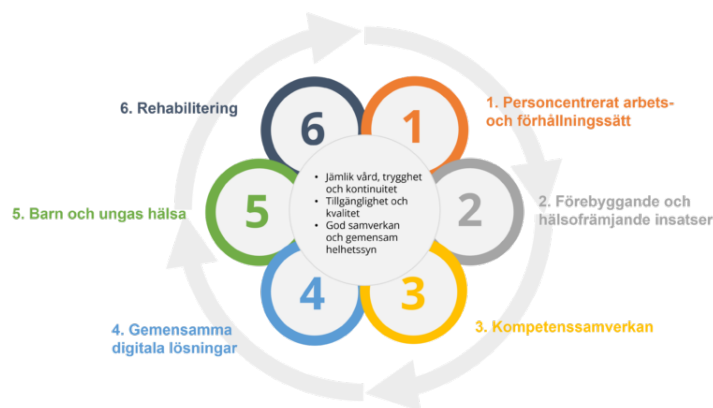 1. Personcentrerat arbets-
och förhållningssätt
2. Förebyggande och
hälsofrämjande insatser
3. Kompetenssamverkan
4. Gemensamma
digitala lösningar
5. Barn och ungas hälsa
6. Rehabilitering
1
2
3
4
5
6
• Jämlik vård, trygghet
och kontinuitet
• Tillgänglighet och
kvalitet
• God samverkan
och gemensam
helhetssyn